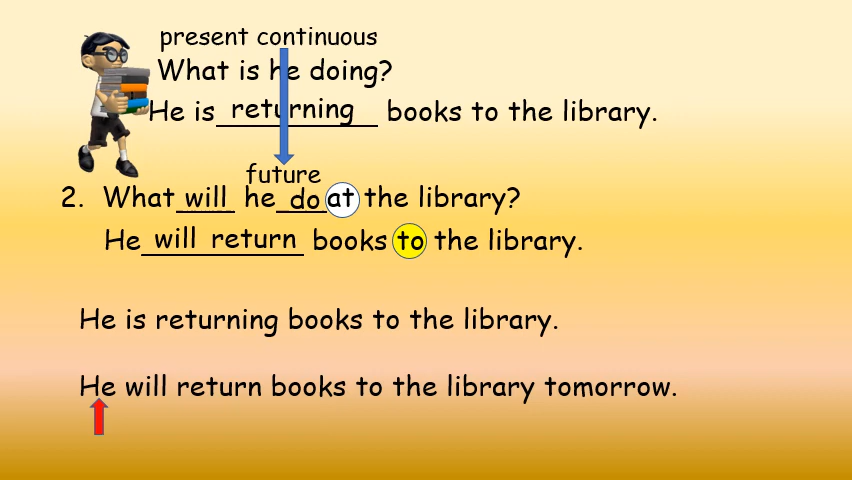 present continuous
What is he doing?
He is returning books to the library.
future
2. What will he do at the library?
He will return books to the library.
He is returning books to the library.
He will return books to the library tomorrow.